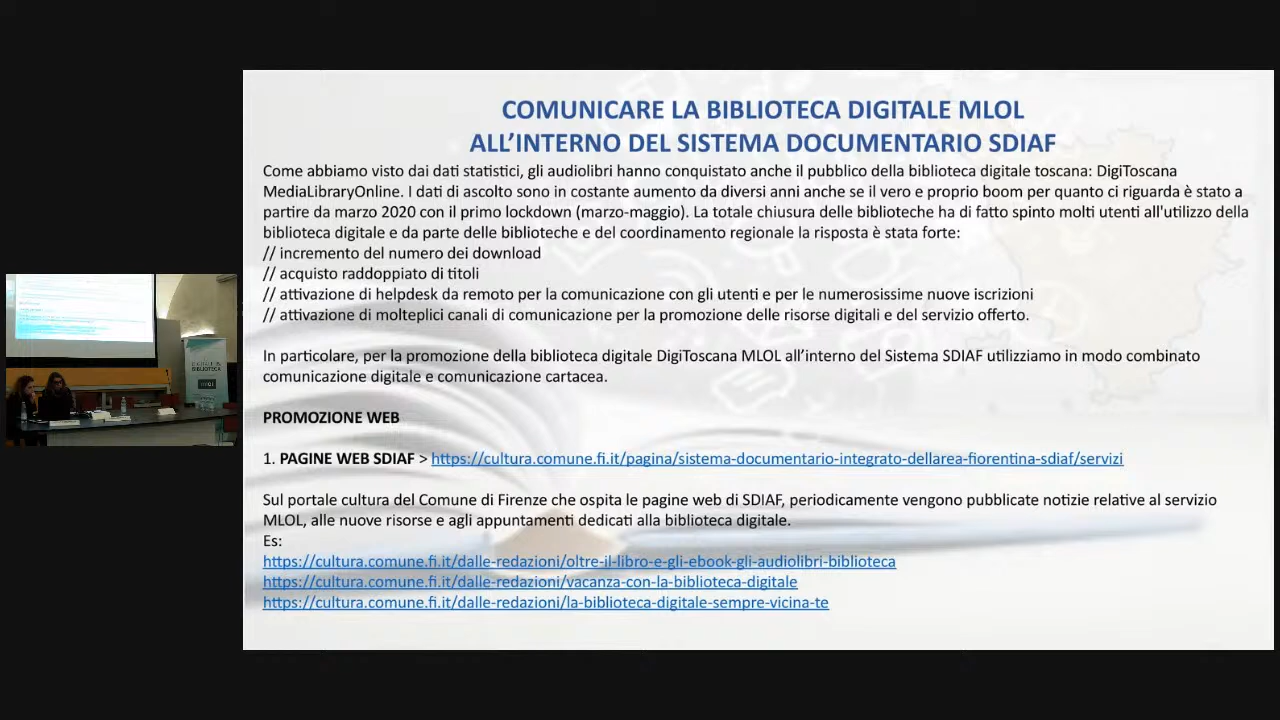 COMUNICARE LA BIBLIOTECA DIGITALE MLOL
ALL'INTERNO DEL SISTEMA DOCUMENTARIO SDIAF
Come abbiamo visto dai dati statistici, gli audiolibri hanno conquistato anche il pubblico della biblioteca digitale toscana: DigiToscana
MediaLibraryOnline. I dati di ascolto sono in costante aumento da diversi anni anche se il vero e proprio boom per quanto ci riguarda è stato a
partire da marzo 2020 con il primo lockdown (marzo-maggio). La totale chiusura delle biblioteche ha di fatto spinto molti utenti all'utilizzo della
biblioteca digitale e da parte delle biblioteche e del coordinamento regionale la risposta è stata forte:
// incremento del numero dei download
// acquisto raddoppiato di titoli
// attivazione di helpdesk da remoto per la comunicazione con gli utenti e per le numerosissime nuove iscrizioni
// attivazione di molteplici canali di comunicazione per la promozione delle risorse digitali e del servizio offerto.
In particolare, per la promozione della biblioteca digitale DigiToscana MLOL all'interno del Sistema SDIAF utilizziamo in modo combinato
comunicazione digitale e comunicazione cartacea.
PROMOZIONE WEB
1. PAGINE WEB SDIAF > https://cultura.comune.fi.it/pagina/sistema-documentario-integrato-dellarea-fiorentina-sdiaf/servizi
Sul portale cultura del Comune di Firenze che ospita le pagine web di SDIAF, periodicamente vengono pubblicate notizie relative al servizio
MLOL, alle nuove risorse e agli appuntamenti dedicati alla biblioteca digitale.
Es:
https://cultura.comune.fi.it/dalle-redazioni/oltre-il-libro-e-gli-ebook-gli-audiolibri-biblioteca
https://cultura.comune.fi.it/dalle-redazioni/vacanza-con-la-biblioteca-digitale
https://cultura.comune.fi.it/dalle-redazioni/la-biblioteca-digitale-sempre-vicina-te
BIBLIOTECA